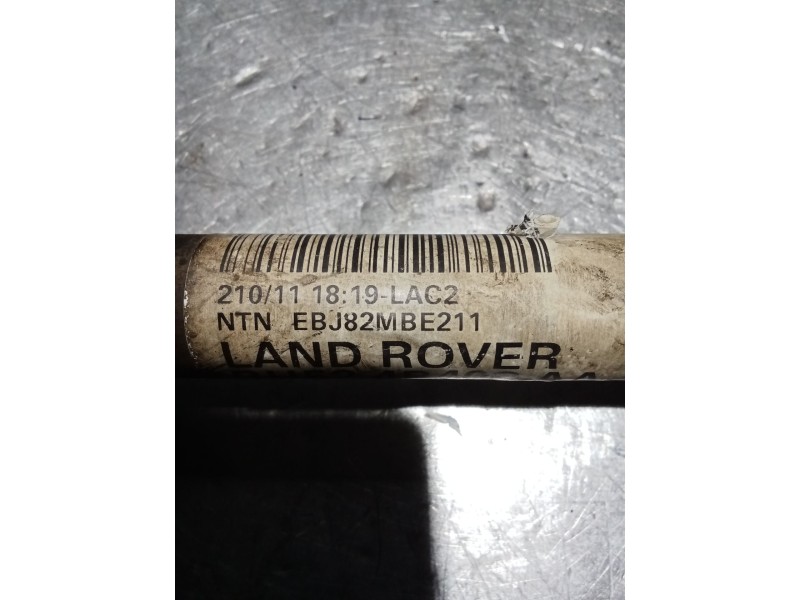 210/11 18:19-LAC2
NTN EBJ82MBE211
LAND ROVER